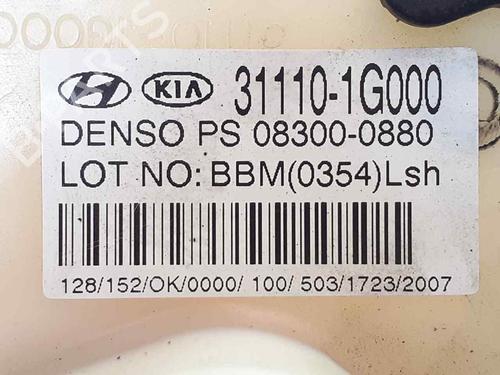 KIA 31110-1G000
DENSO PS 08300-0880
LOT NO: BBM(0354)Lsh
128/152/OK/0000/ 100/ 503/1723/2007